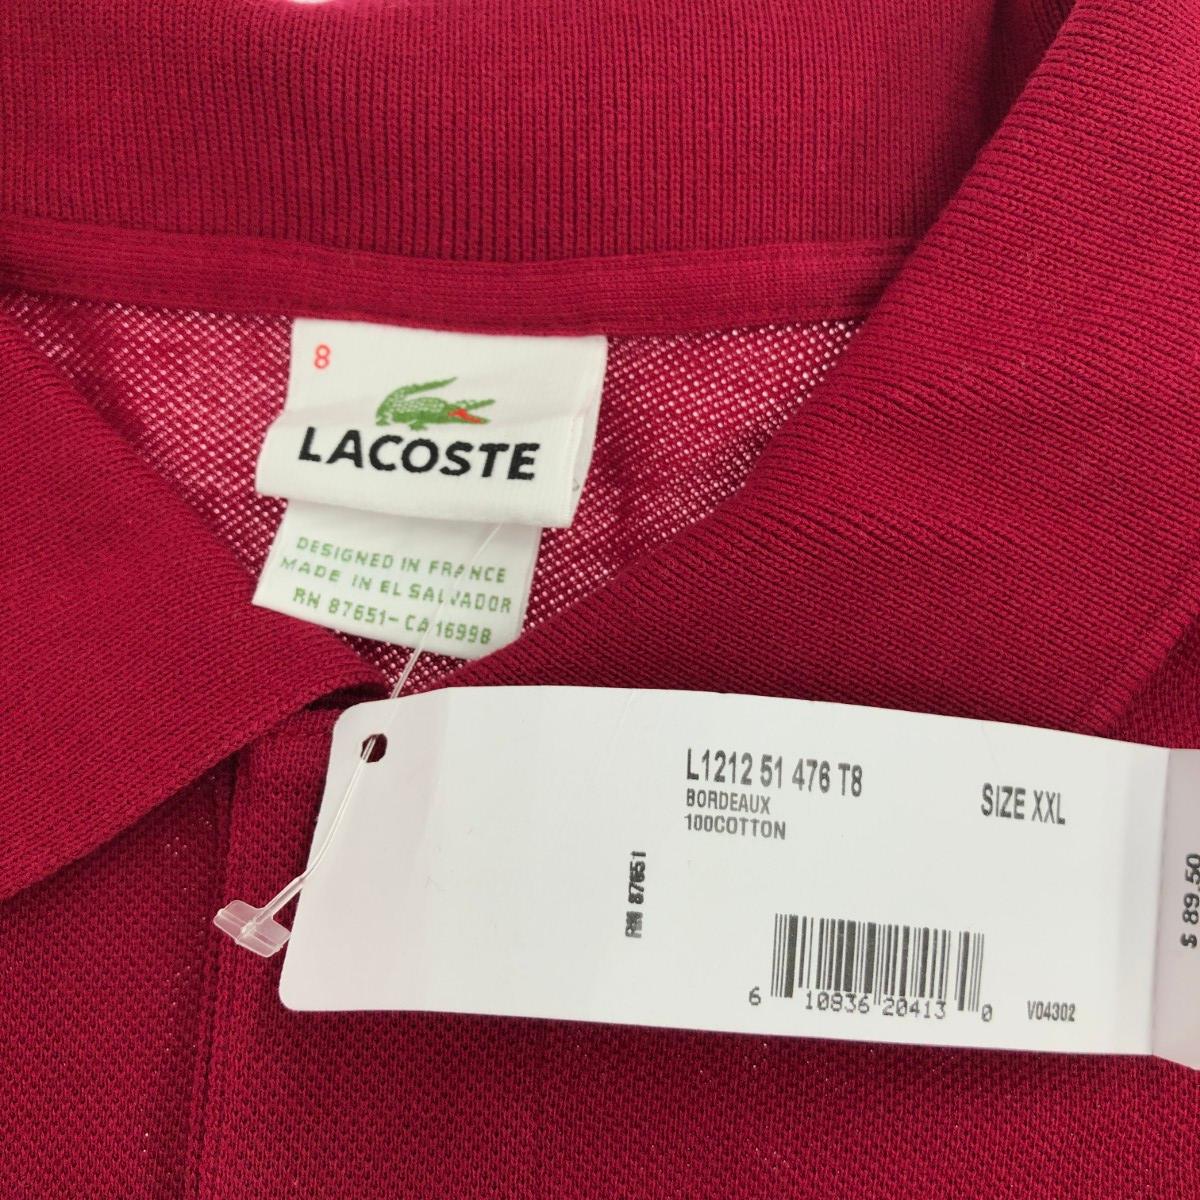 8
LACOSTE
DESIGNED IN FRANCE
MADE IN EL SALVADOR
RN 87651-CA 16998
L1212 51 476 T8
BORDEAUX
100COTTON
SIZE XXL
RN 87651
$ 89.50
6 10836 20413 0
V04302